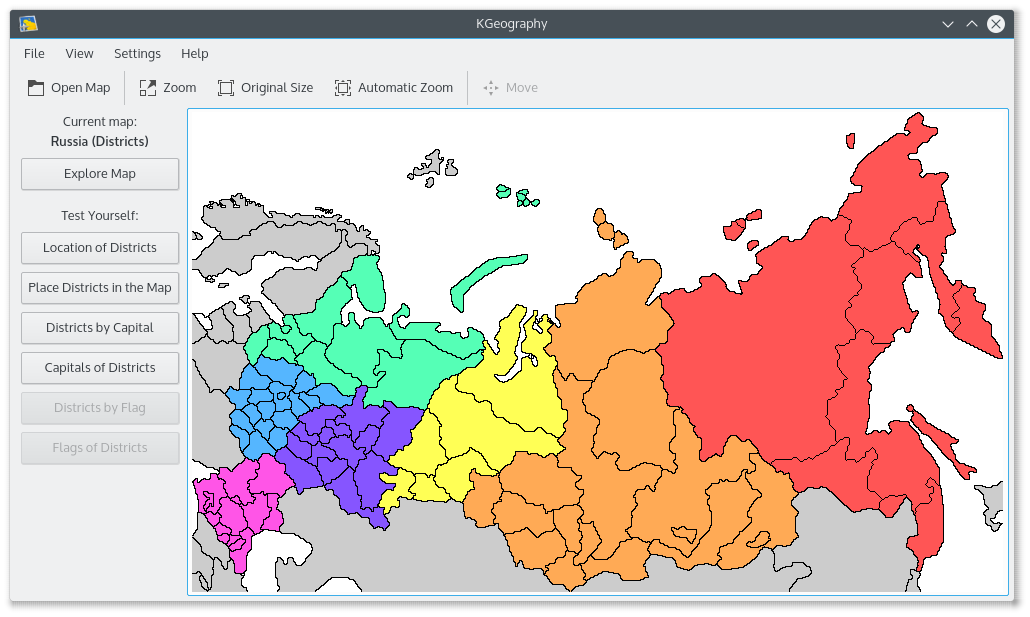 KGeography
File View Settings Help
Open Map Zoom Original Size Automatic Zoom Move
Current map:
Russia (Districts)
Explore Map
Test Yourself:
Location of Districts
Place Districts in the Map
Districts by Capital
Capitals of Districts
Districts by Flag
Flags of Districts